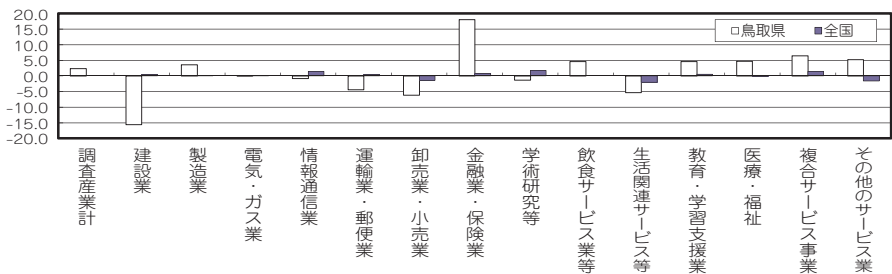 20.0
15.0
10.0
5.0
0.0
-5.0
-10.0
-15.0
-20.0
□鳥取県 ■全国
調査産業計
建設業
製造業
電気・ガス業
情報通信業
運輸業・郵便業
卸売業・小売業
金融業・保険業
学術研究等
飲食サービス業等
生活関連サービス等
教育・学習支援業
医療・福祉
複合サービス事業
その他のサービス業